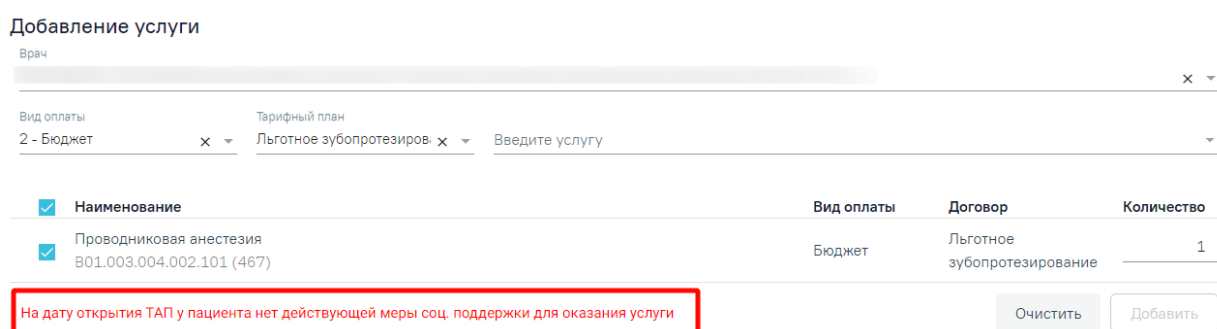 Добавление услуги
Врач
Вид оплаты Тарифный план
2 - Бюджет Льготное зубопротезиров Введите услугу
Наименование Вид оплаты Договор Количество
Проводниковая анестезия
B01.003.004.002.101 (467)
Бюджет
Льготное
зубопротезирование
1
На дату открытия ТАП у пациента нет действующей меры соц. поддержки для оказания услуги
Очистить Добавить